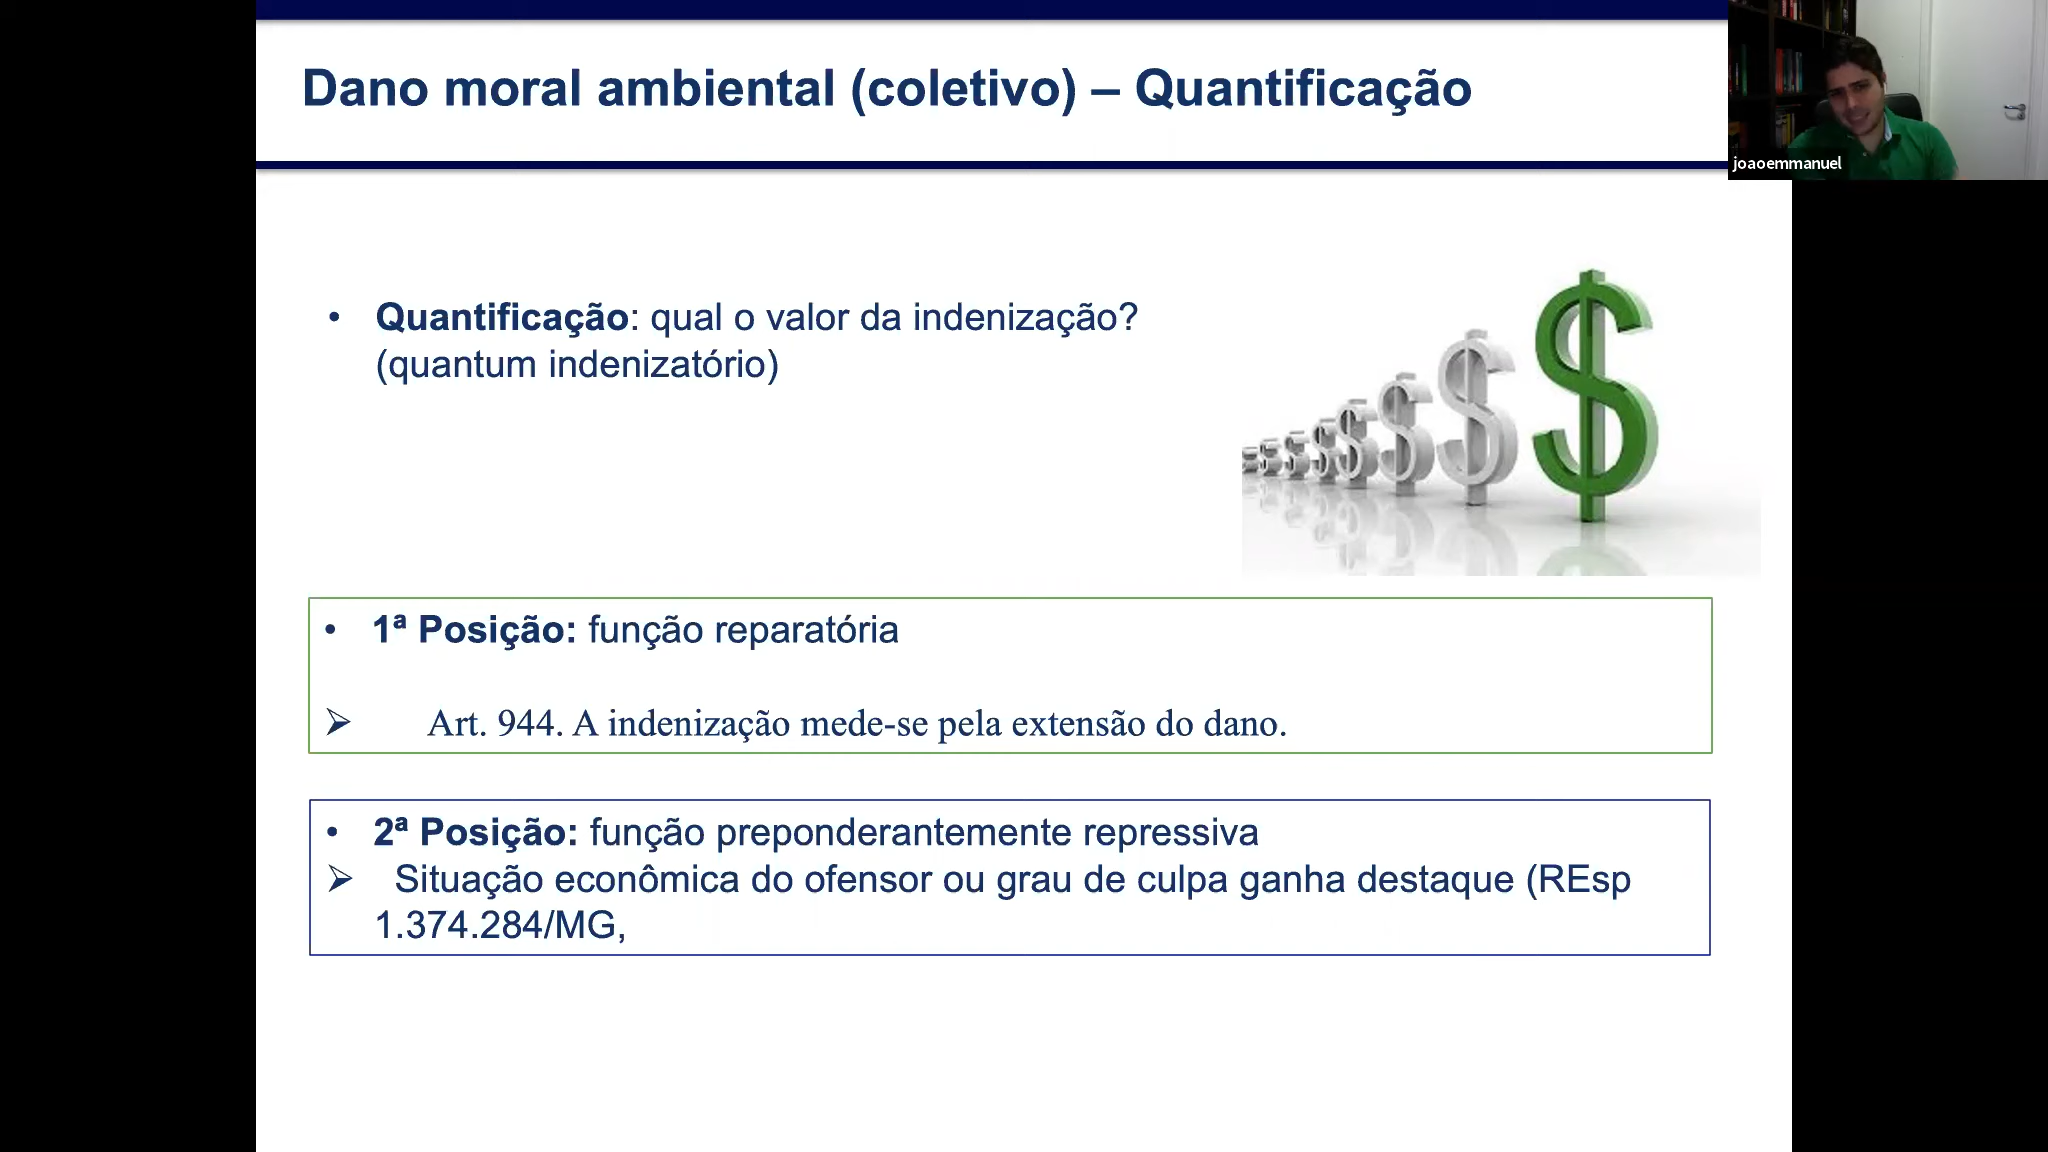 Dano moral ambiental (coletivo) – Quantificação
joaoemmanuel
• Quantificação: qual o valor da indenização?
(quantum indenizatório)
• 1ª Posição: função reparatória
➢ Art. 944. A indenização mede-se pela extensão do dano.
• 2ª Posição: função preponderantemente repressiva
➢ Situação econômica do ofensor ou grau de culpa ganha destaque (REsp
1.374.284/MG,